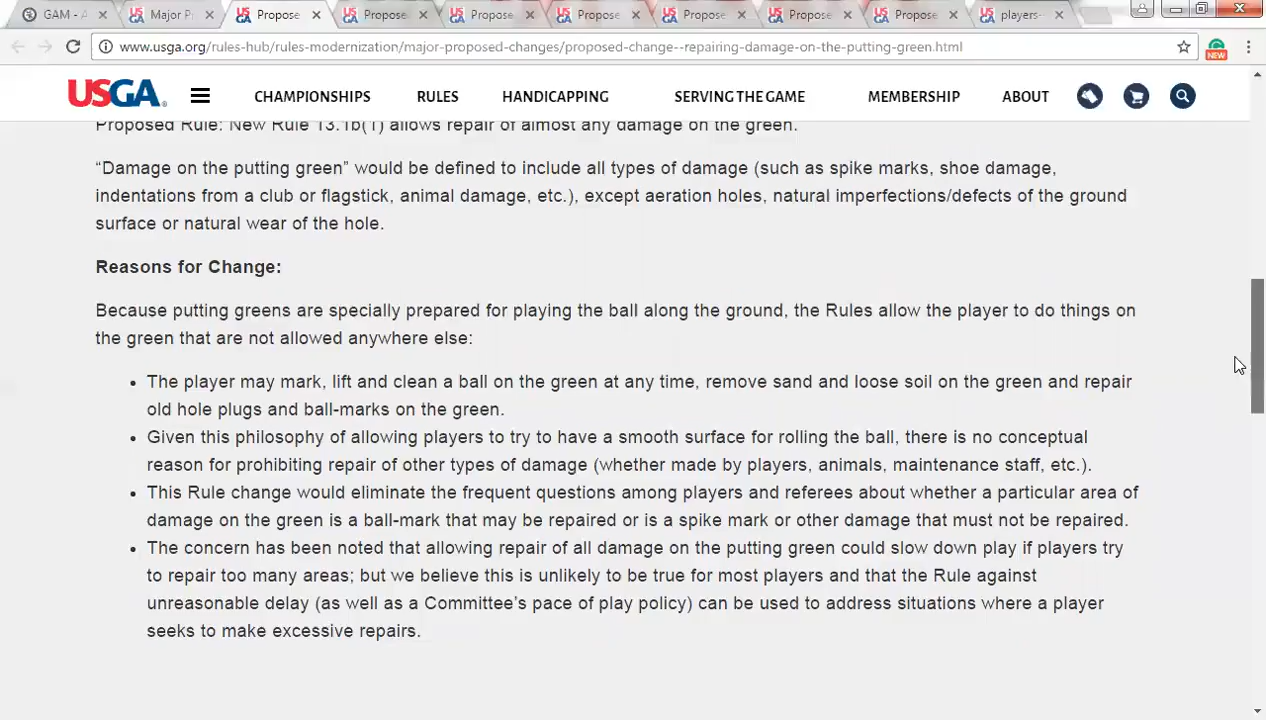 GAM - A
Major P
Propose
Propose
Propose
Propose
Propose
Propose
Propose
players-
www.usga.org/rules-hub/rules-modernization/major-proposed-changes/proposed-change--repairing-damage-on-the-putting-green.html
NEW
USGA
CHAMPIONSHIPS RULES HANDICAPPING SERVING THE GAME MEMBERSHIP ABOUT
Proposed Rule: New Rule 13.1b(1) allows repair of almost any damage on the green.
“Damage on the putting green” would be defined to include all types of damage (such as spike marks, shoe damage,
indentations from a club or flagstick, animal damage, etc.), except aeration holes, natural imperfections/defects of the ground
surface or natural wear of the hole.
Reasons for Change:
Because putting greens are specially prepared for playing the ball along the ground, the Rules allow the player to do things on
the green that are not allowed anywhere else:
• The player may mark, lift and clean a ball on the green at any time, remove sand and loose soil on the green and repair
old hole plugs and ball-marks on the green.
• Given this philosophy of allowing players to try to have a smooth surface for rolling the ball, there is no conceptual
reason for prohibiting repair of other types of damage (whether made by players, animals, maintenance staff, etc.).
• This Rule change would eliminate the frequent questions among players and referees about whether a particular area of
damage on the green is a ball-mark that may be repaired or is a spike mark or other damage that must not be repaired.
• The concern has been noted that allowing repair of all damage on the putting green could slow down play if players try
to repair too many areas; but we believe this is unlikely to be true for most players and that the Rule against
unreasonable delay (as well as a Committee’s pace of play policy) can be used to address situations where a player
seeks to make excessive repairs.